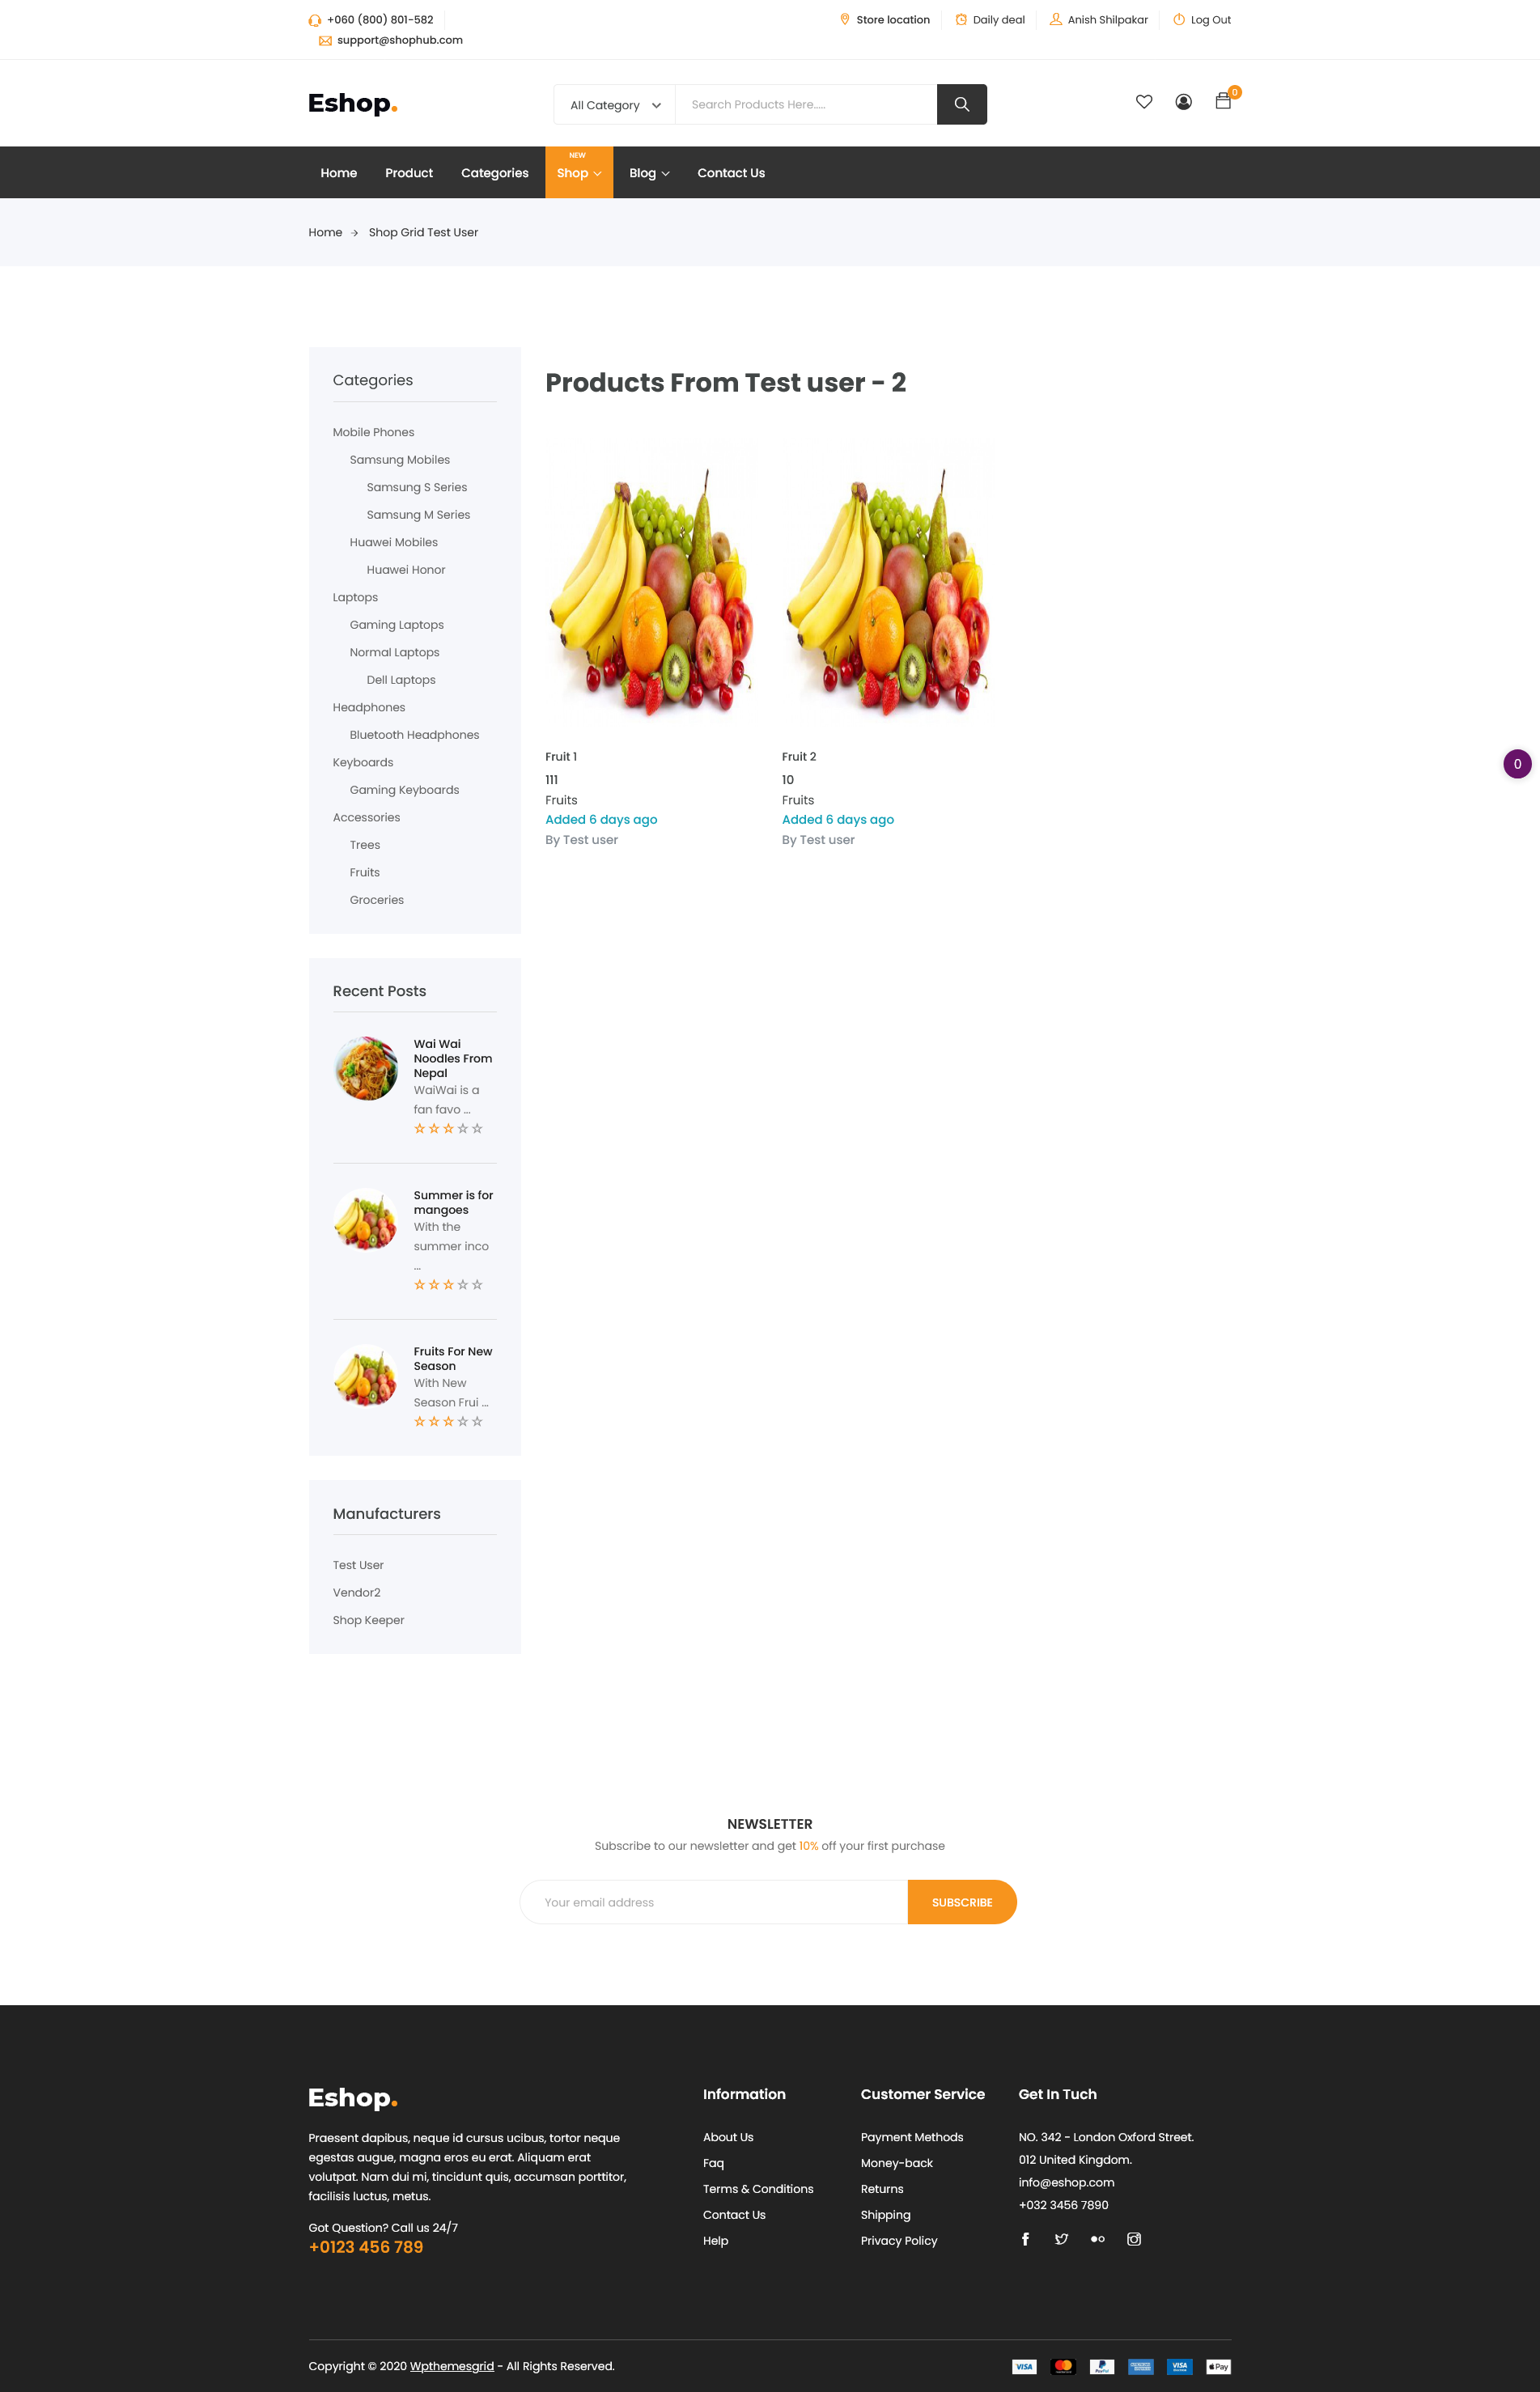 +060 (800) 801-582
support@shophub.com
Store location
Daily deal
Anish Shilpakar
Log Out
Eshop.
All Category
Search Products Here.....
0
Home
Product
Categories
NEW
Shop
Blog
Contact Us
Home
Shop Grid Test User
Categories
Mobile Phones
Samsung Mobiles
Samsung S Series
Samsung M Series
Huawei Mobiles
Huawei Honor
Laptops
Gaming Laptops
Normal Laptops
Dell Laptops
Headphones
Bluetooth Headphones
Keyboards
Gaming Keyboards
Accessories
Trees
Fruits
Groceries
Products From Test user - 2
Fruit 1
111
Fruits
Added 6 days ago
By Test user
Fruit 2
10
Fruits
Added 6 days ago
By Test user
0
Recent Posts
Wai Wai
Noodles From
Nepal
WaiWai is a
fan favo ...
Summer is for
mangoes
With the
summer inco
...
Fruits For New
Season
With New
Season Frui ...
Manufacturers
Test User
Vendor2
Shop Keeper
NEWSLETTER
Subscribe to our newsletter and get 10% off your first purchase
Your email address
SUBSCRIBE
Eshop.
Praesent dapibus, neque id cursus ucibus, tortor neque
egestas augue, magna eros eu erat. Aliquam erat
volutpat. Nam dui mi, tincidunt quis, accumsan porttitor,
facilisis luctus, metus.
Got Question? Call us 24/7
+0123 456 789
Information
About Us
Faq
Terms & Conditions
Contact Us
Help
Customer Service
Payment Methods
Money-back
Returns
Shipping
Privacy Policy
Get In Tuch
NO. 342 - London Oxford Street.
012 United Kingdom.
info@eshop.com
+032 3456 7890
Copyright © 2020 Wpthemesgrid - All Rights Reserved.
VISA
PayPal
VISA
Pay